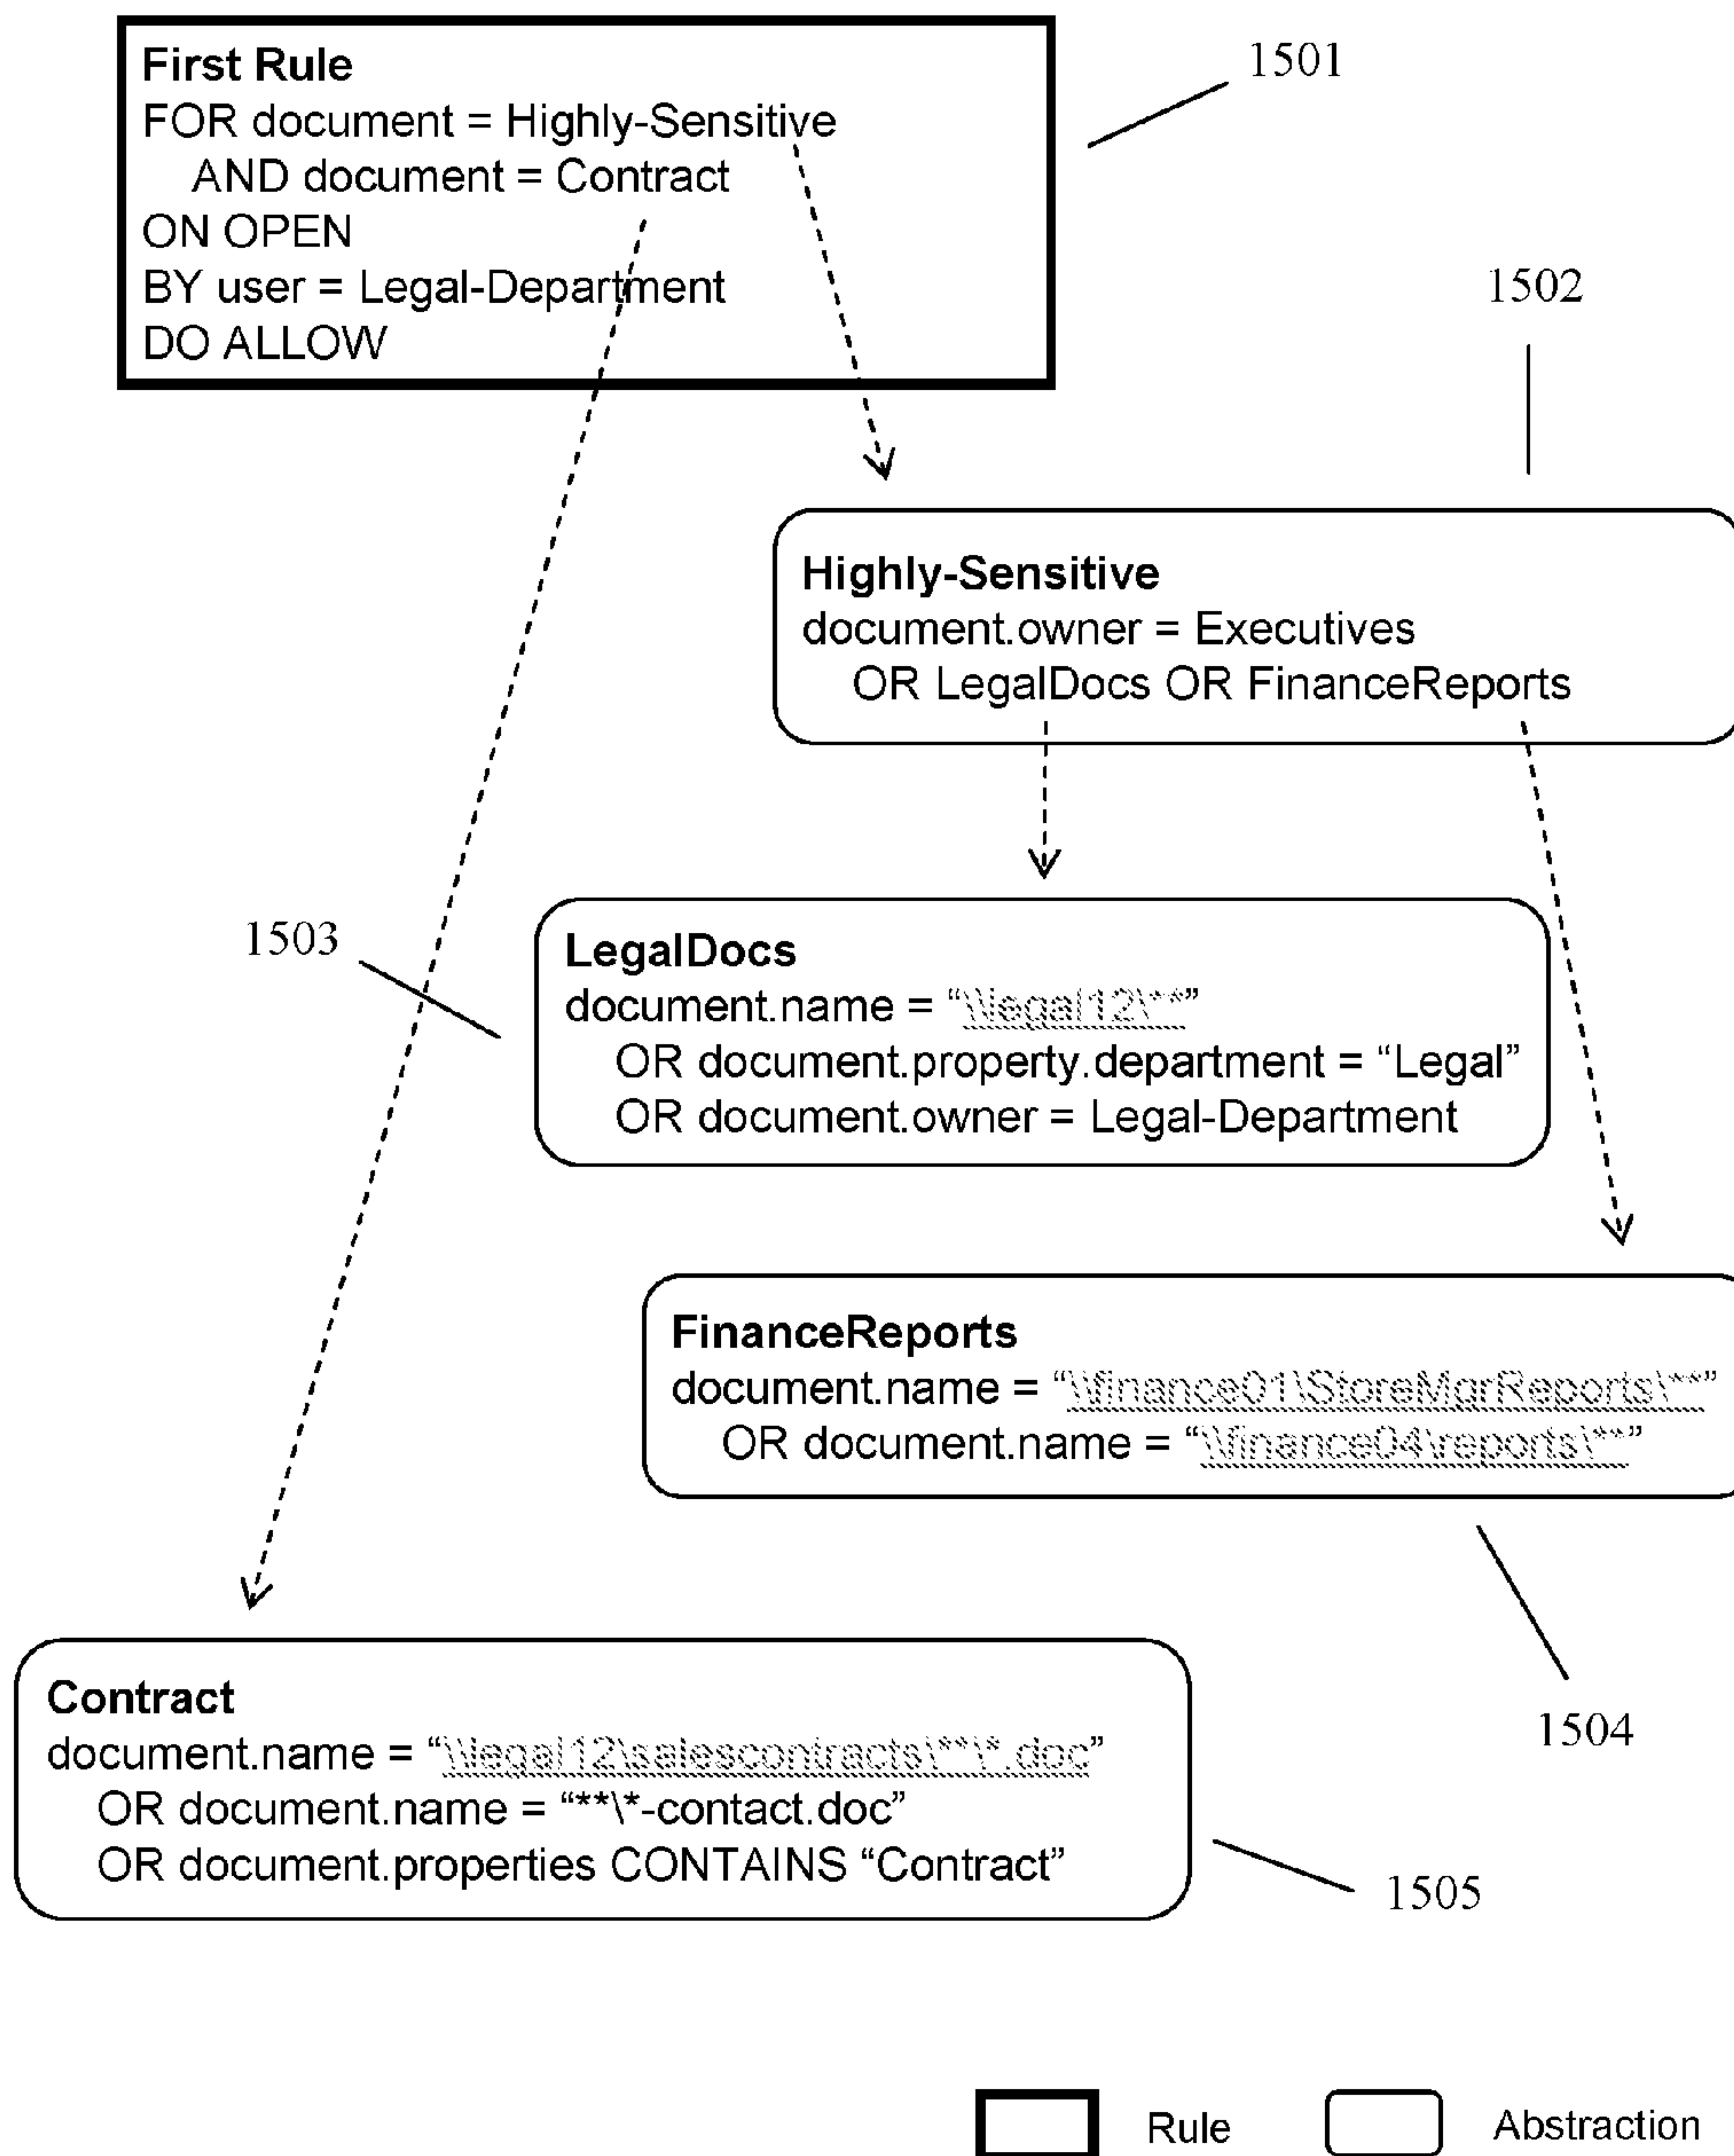 First Rule
FOR document = Highly-Sensitive
AND document = Contract
ON OPEN
BY user = Legal-Department
DO ALLOW
1501
1502
Highly-Sensitive
document.owner = Executives
OR LegalDocs OR FinanceReports
1503
LegalDocs
document.name = “\\legal12\**”
OR document.property.department = “Legal”
OR document.owner = Legal-Department
FinanceReports
document.name = “\\finance01\StoreMgrReports\**”
OR document.name = “\\finance04\reports\**”
1504
Contract
document.name = “\\legal12\salescontracts\**\*.doc”
OR document.name = “**\*-contact.doc”
OR document.properties CONTAINS “Contract”
1505
Rule
Abstraction